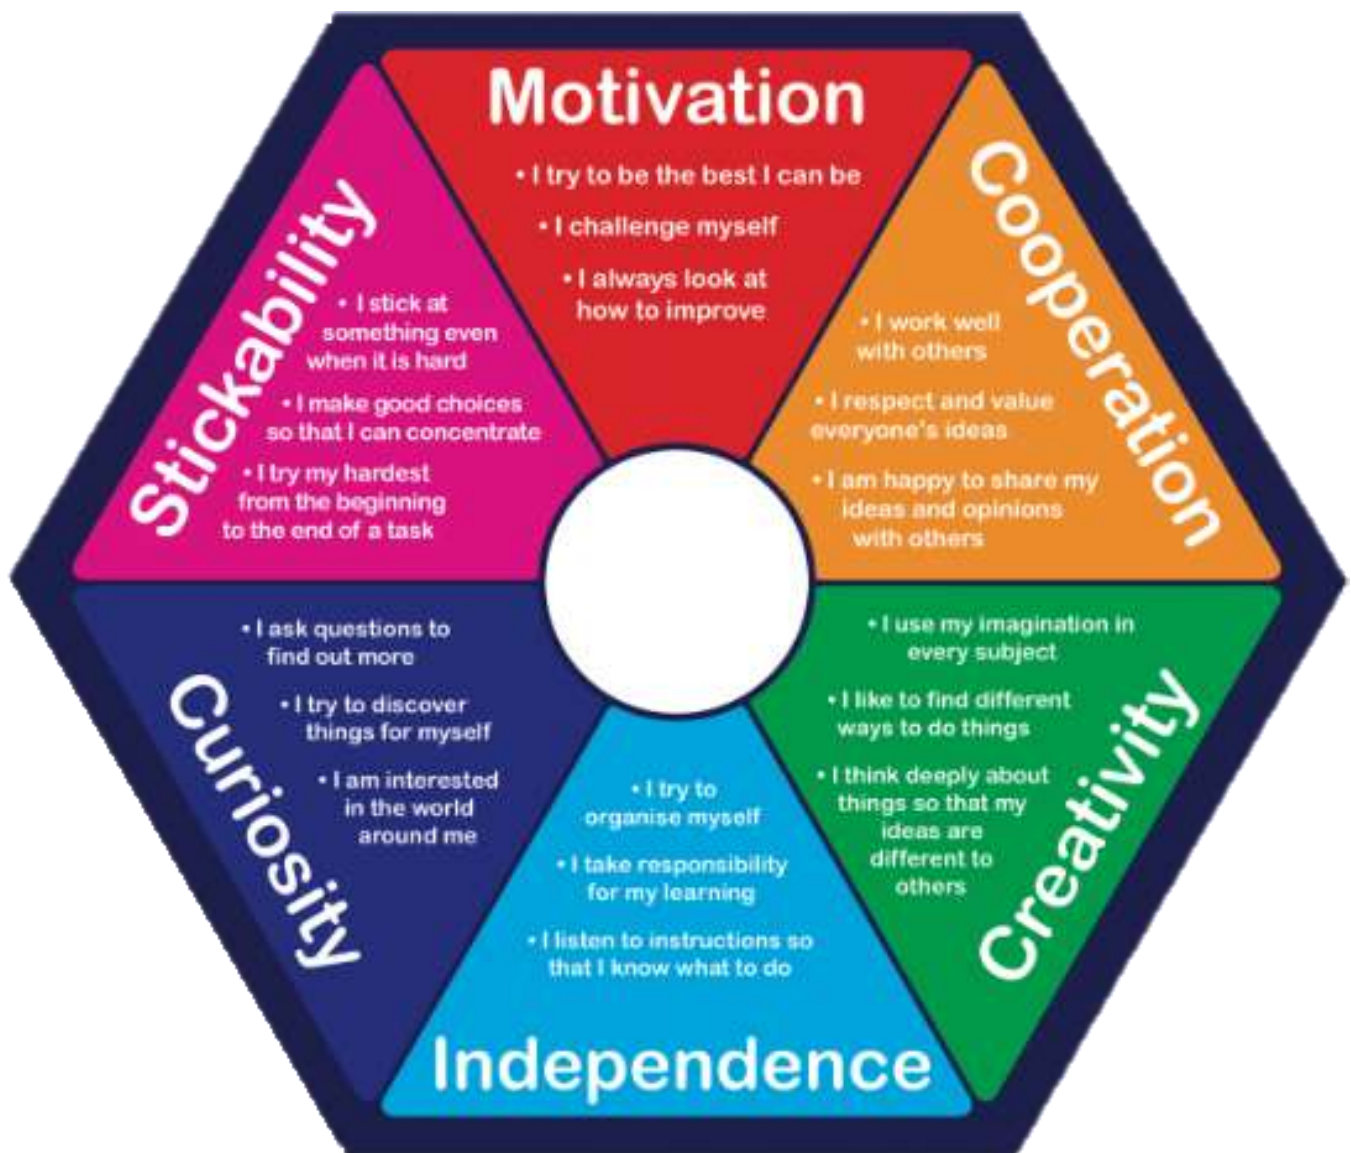 Motivation
• I try to be the best I can be
• I challenge myself
• I always look at
how to improve
Cooperation
• I work well
with others
• I respect and value
everyone's ideas
• I am happy to share my
ideas and opinions
with others
Creativity
• I use my imagination in
every subject
• I like to find different
ways to do things
• I think deeply about
things so that my
ideas are
different to
others
• I try to
organise myself
• I take responsibility
for my learning
• I listen to instructions so
that I know what to do
Independence
Curiosity
• I ask questions to
find out more
• I try to discover
things for myself
• I am interested
in the world
around me
Stickability
• I stick at
something even
when it is hard
• I make good choices
so that I can concentrate
• I try my hardest
from the beginning
to the end of a task